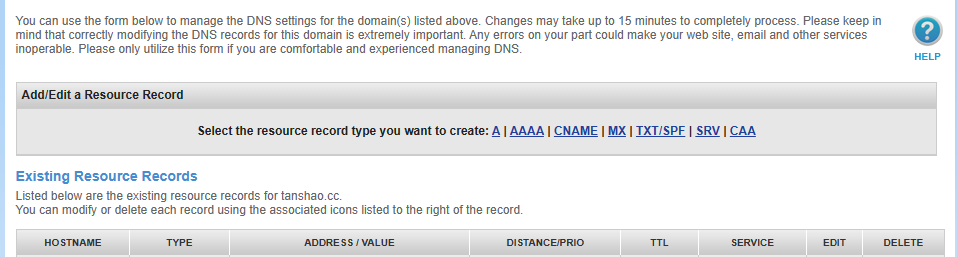 You can use the form below to manage the DNS settings for the domain(s) listed above. Changes may take up to 15 minutes to completely process. Please keep in
mind that correctly modifying the DNS records for this domain is extremely important. Any errors on your part could make your web site, email and other services
inoperable. Please only utilize this form if you are comfortable and experienced managing DNS.
?
HELP
Add/Edit a Resource Record
Select the resource record type you want to create: A | AAAA | CNAME | MX | TXT/SPF | SRV | CAA
Existing Resource Records
Listed below are the existing resource records for tanshao.cc.
You can modify or delete each record using the associated icons listed to the right of the record.
HOSTNAME TYPE ADDRESS / VALUE DISTANCE/PRIO TTL SERVICE EDIT DELETE